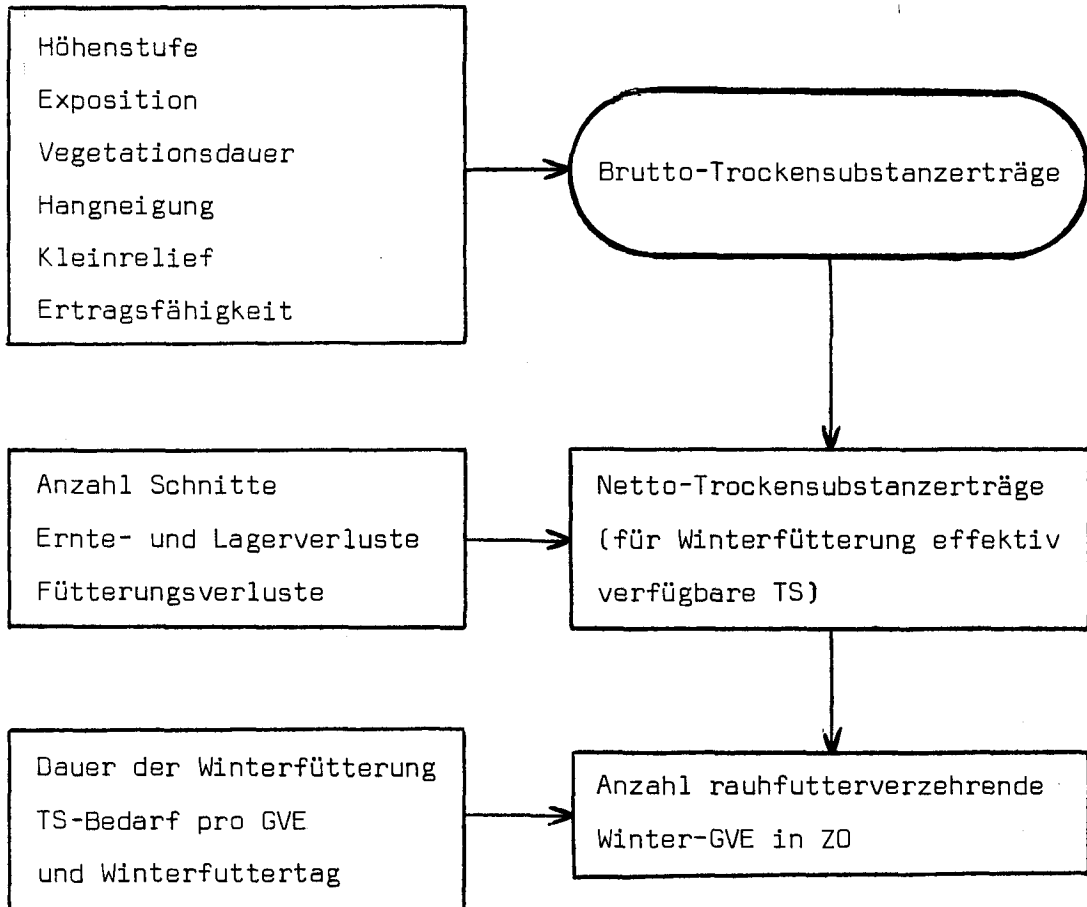 Höhenstufe
Exposition
Vegetationsdauer
Hangneigung
Kleinrelief
Ertragsfähigkeit
Brutto-Trockensubstanzerträge
Anzahl Schnitte
Ernte- und Lagerverluste
Fütterungsverluste
Netto-Trockensubstanzerträge
(für Winterfütterung effektiv
verfügbare TS)
Dauer der Winterfütterung
TS-Bedarf pro GVE
und Winterfuttertag
Anzahl rauhfutterverzehrende
Winter-GVE in ZO